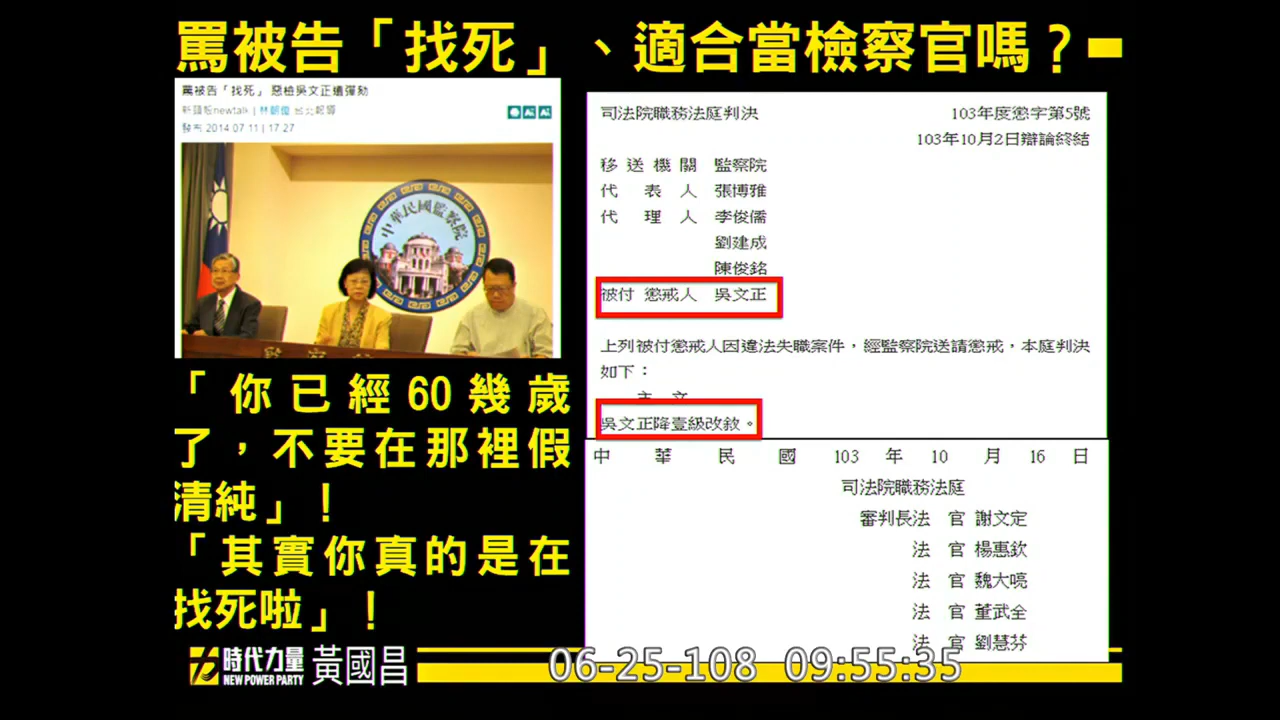 罵被告「找死」、適合當檢察官嗎？
罵被告「找死」 惡檢吳文正遭彈劾
新頭殼newtalk | 林朝億 台北報導
發布 2014.07.11 | 17:27
中華民國監察院
「你已經60幾歲
了，不要在那裡假
清純」！
「其實你真的是在
找死啦」！
司法院職務法庭判決 103年度懲字第5號
103年10月2日辯論終結
移送機關 監察院
代表人 張博雅
代理人 李俊儒
劉建成
陳俊銘
被付 懲戒人 吳文正
上列被付懲戒人因違法失職案件，經監察院送請懲戒，本庭判決
如下：
主 文
吳文正降壹級改敘。
中華民國 103 年 10 月 16 日
司法院職務法庭
審判長法 官 謝文定
法 官 楊惠欽
法 官 魏大喨
法 官 董武全
法 官 劉慧芬
時代力量
NEW POWER PARTY
黃國昌
06-25-108 09:55:35